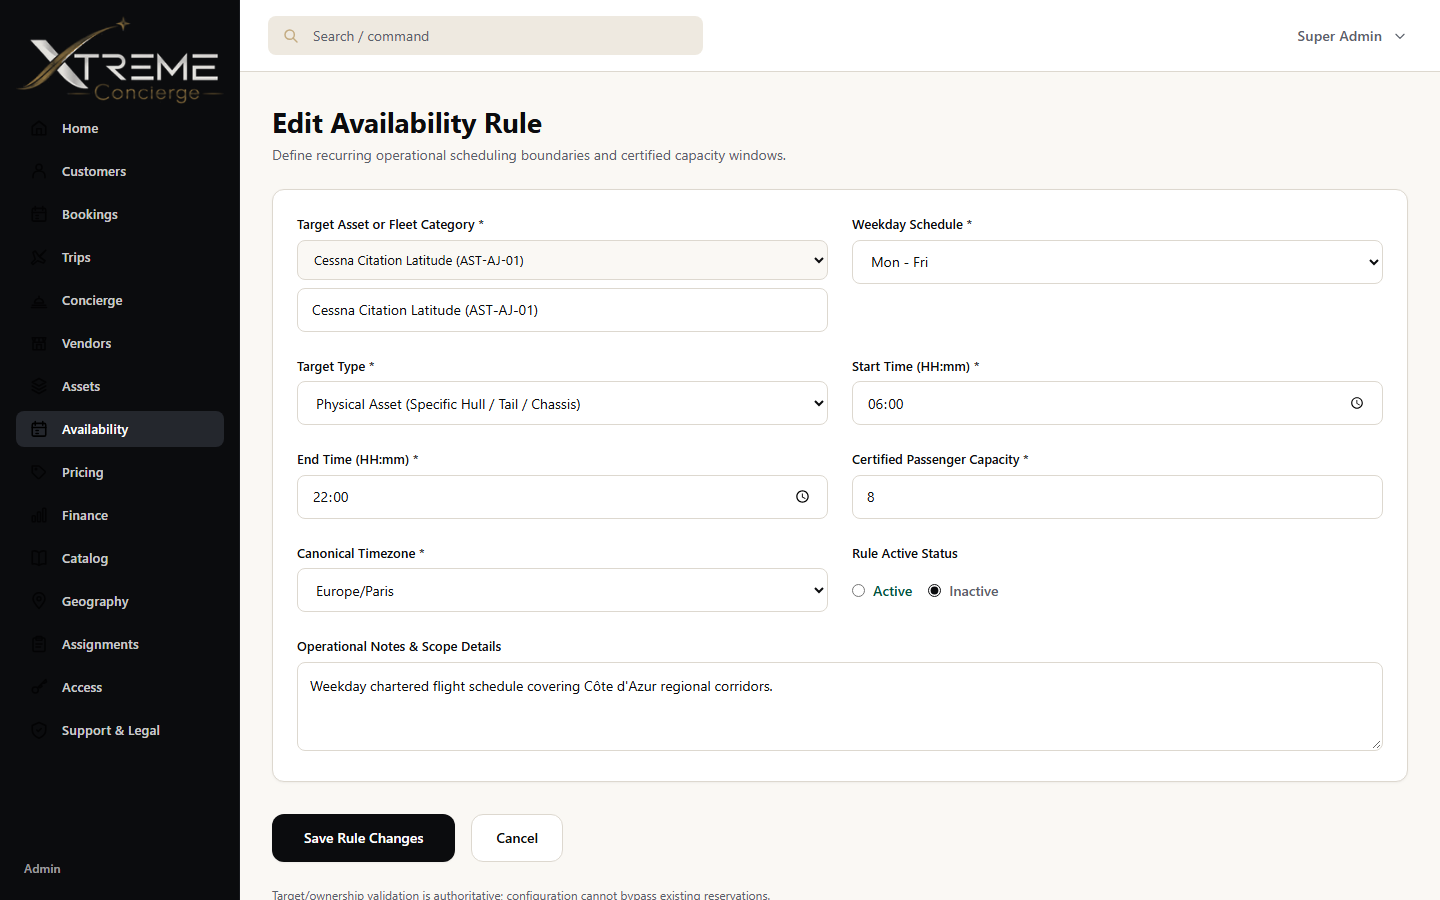 XTREME
Concierge
Search / command
Super Admin
Home
Customers
Bookings
Trips
Concierge
Vendors
Assets
Availability
Pricing
Finance
Catalog
Geography
Assignments
Access
Support & Legal
Admin
Edit Availability Rule
Define recurring operational scheduling boundaries and certified capacity windows.
Target Asset or Fleet Category *
Cessna Citation Latitude (AST-AJ-01)
Cessna Citation Latitude (AST-AJ-01)
Weekday Schedule *
Mon - Fri
Target Type *
Physical Asset (Specific Hull / Tail / Chassis)
Start Time (HH:mm) *
06:00
End Time (HH:mm) *
22:00
Certified Passenger Capacity *
8
Canonical Timezone *
Europe/Paris
Rule Active Status
Active Inactive
Operational Notes & Scope Details
Weekday chartered flight schedule covering Côte d'Azur regional corridors.
Save Rule Changes
Cancel
Target/ownership validation is authoritative; configuration cannot bypass existing reservations.